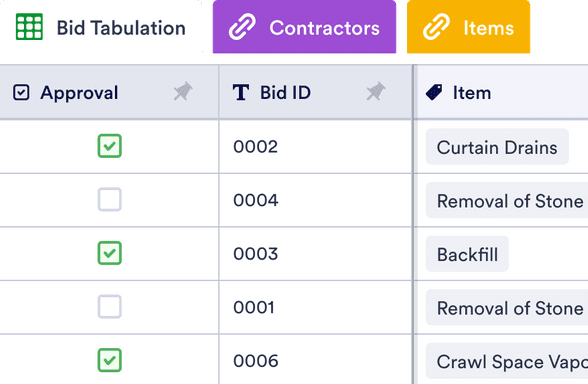 Bid Tabulation Contractors Items
Approval Bid ID Item
0002 Curtain Drains
0004 Removal of Stone
0003 Backfill
0001 Removal of Stone
0006 Crawl Space